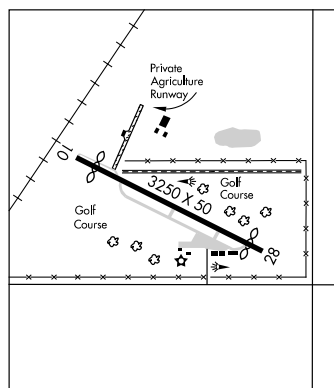 Private
Agriculture
Runway
10
3250 X 50
Golf
Course
Golf
Course
28